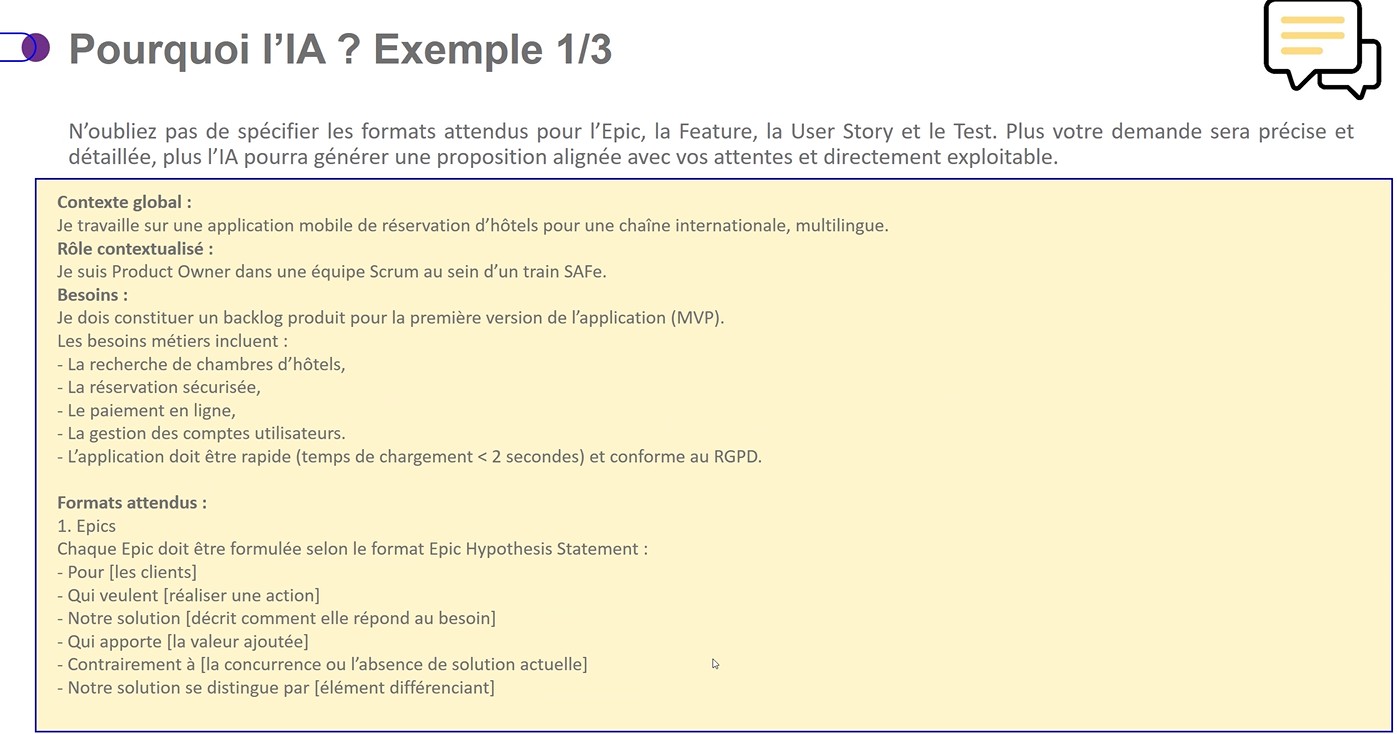 Pourquoi l’IA ? Exemple 1/3
N’oubliez pas de spécifier les formats attendus pour l’Epic, la Feature, la User Story et le Test. Plus votre demande sera précise et
détaillée, plus l’IA pourra générer une proposition alignée avec vos attentes et directement exploitable.
Contexte global :
Je travaille sur une application mobile de réservation d’hôtels pour une chaîne internationale, multilingue.
Rôle contextualisé :
Je suis Product Owner dans une équipe Scrum au sein d’un train SAFe.
Besoins :
Je dois constituer un backlog produit pour la première version de l’application (MVP).
Les besoins métiers incluent :
- La recherche de chambres d’hôtels,
- La réservation sécurisée,
- Le paiement en ligne,
- La gestion des comptes utilisateurs.
- L’application doit être rapide (temps de chargement < 2 secondes) et conforme au RGPD.
Formats attendus :
1. Epics
Chaque Epic doit être formulée selon le format Epic Hypothesis Statement :
- Pour [les clients]
- Qui veulent [réaliser une action]
- Notre solution [décrit comment elle répond au besoin]
- Qui apporte [la valeur ajoutée]
- Contrairement à [la concurrence ou l’absence de solution actuelle]
- Notre solution se distingue par [élément différenciant]